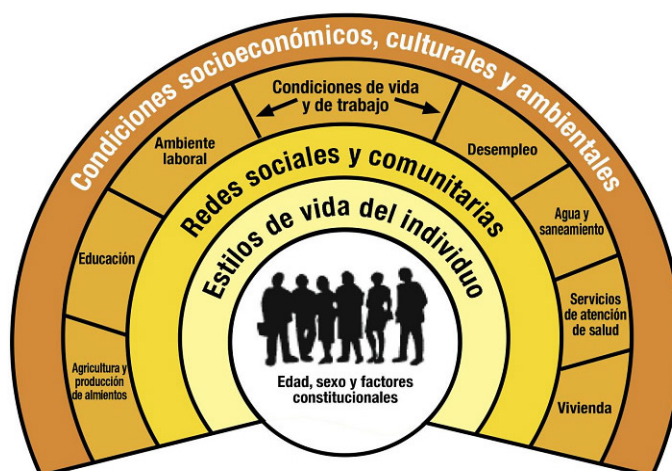 Condiciones socioeconómicos, culturales y ambientales
Condiciones de vida
y de trabajo
Ambiente
laboral
Desempleo
Educación
Agua y
saneamiento
Agricultura y
producción
de almientos
Servicios
de atención
de salud
Vivienda
Redes sociales y comunitarias
Estilos de vida del individuo
Edad, sexo y factores
constitucionales